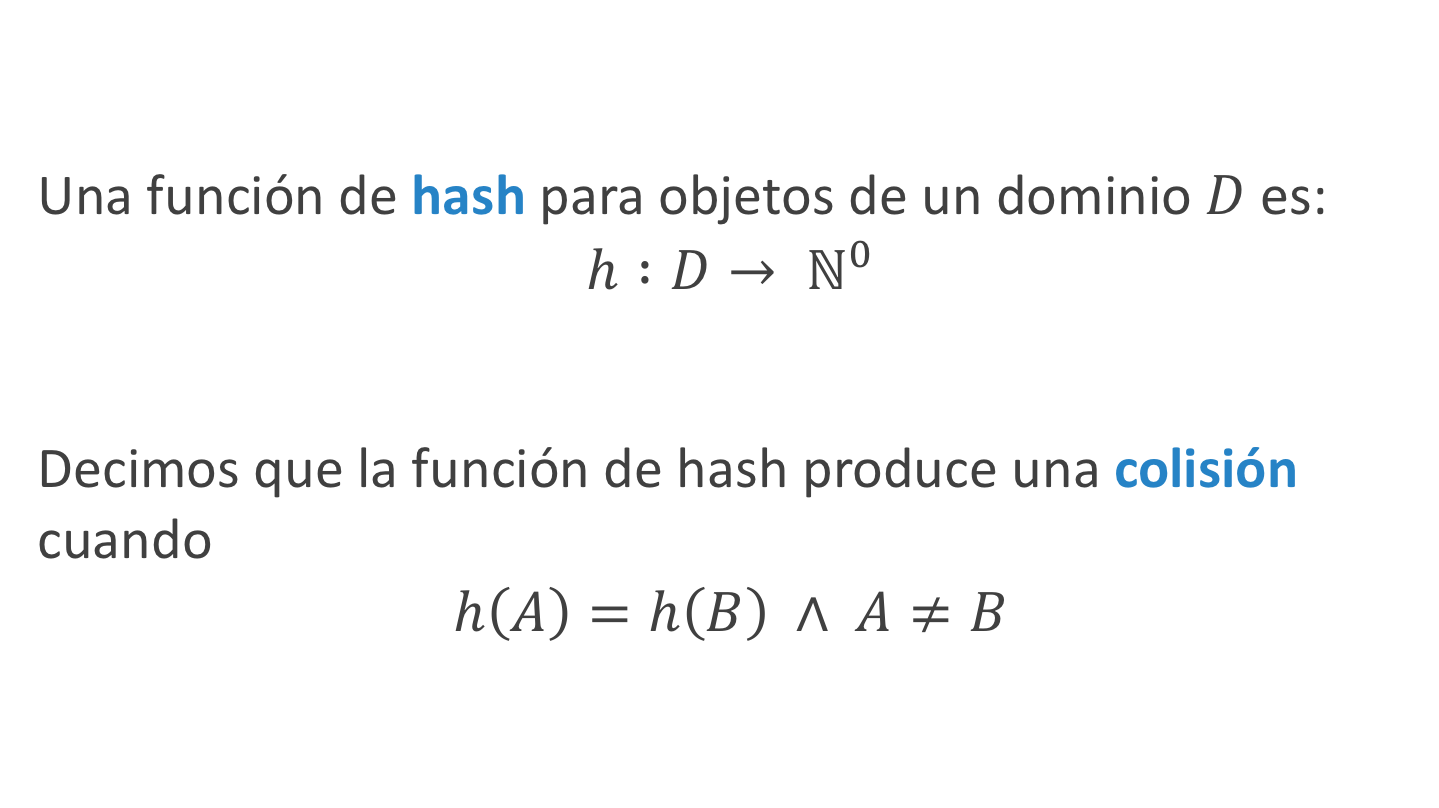 Una función de hash para objetos de un dominio 𝐷 es:
ℎ ∶ 𝐷 → ℕ⁰
Decimos que la función de hash produce una colisión
cuando
ℎ(𝐴) = ℎ(𝐵) ∧ 𝐴 ≠ 𝐵